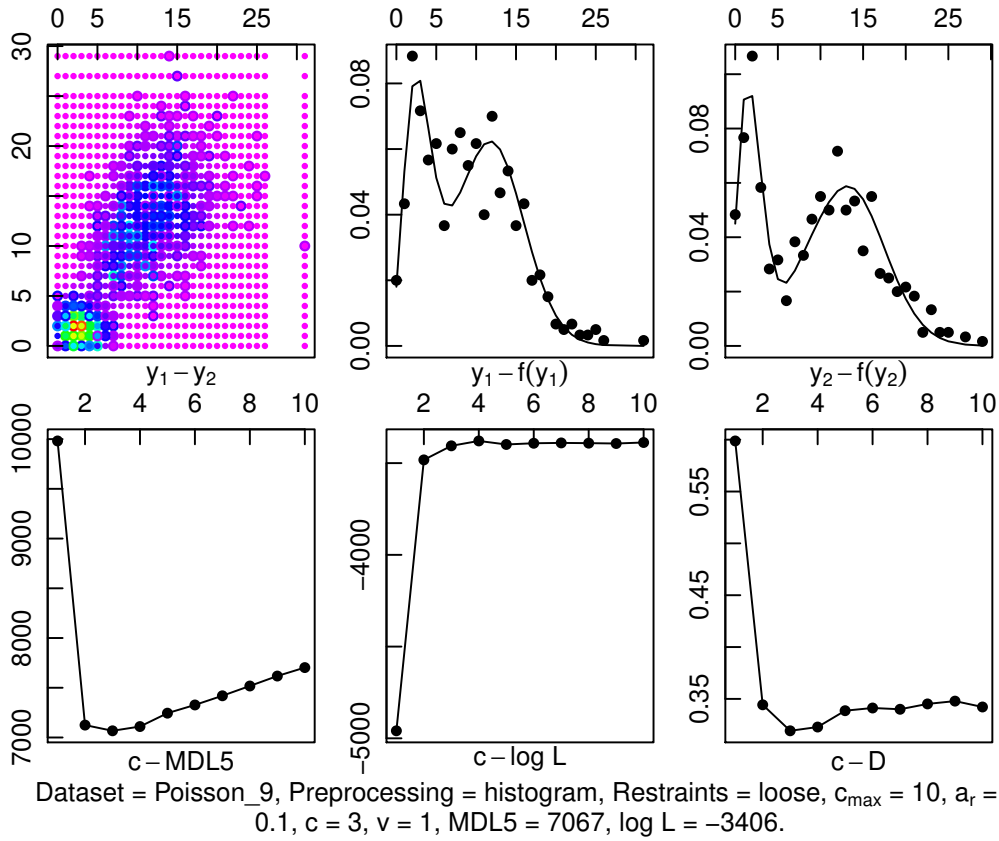 0 5 15 25
0 5 15 25
0 5 15 25
0 5 10 20 30
0.00 0.04 0.08
0.00 0.04 0.08
y1 − y2
y1 − f(y1)
y2 − f(y2)
2 4 6 8 10
2 4 6 8 10
2 4 6 8 10
7000 8000 9000 10000
−5000 −4000
0.35 0.45 0.55
c − MDL5
c − log L
c − D
Dataset = Poisson_9, Preprocessing = histogram, Restraints = loose, cmax = 10, ar =
0.1, c = 3, v = 1, MDL5 = 7067, log L = −3406.